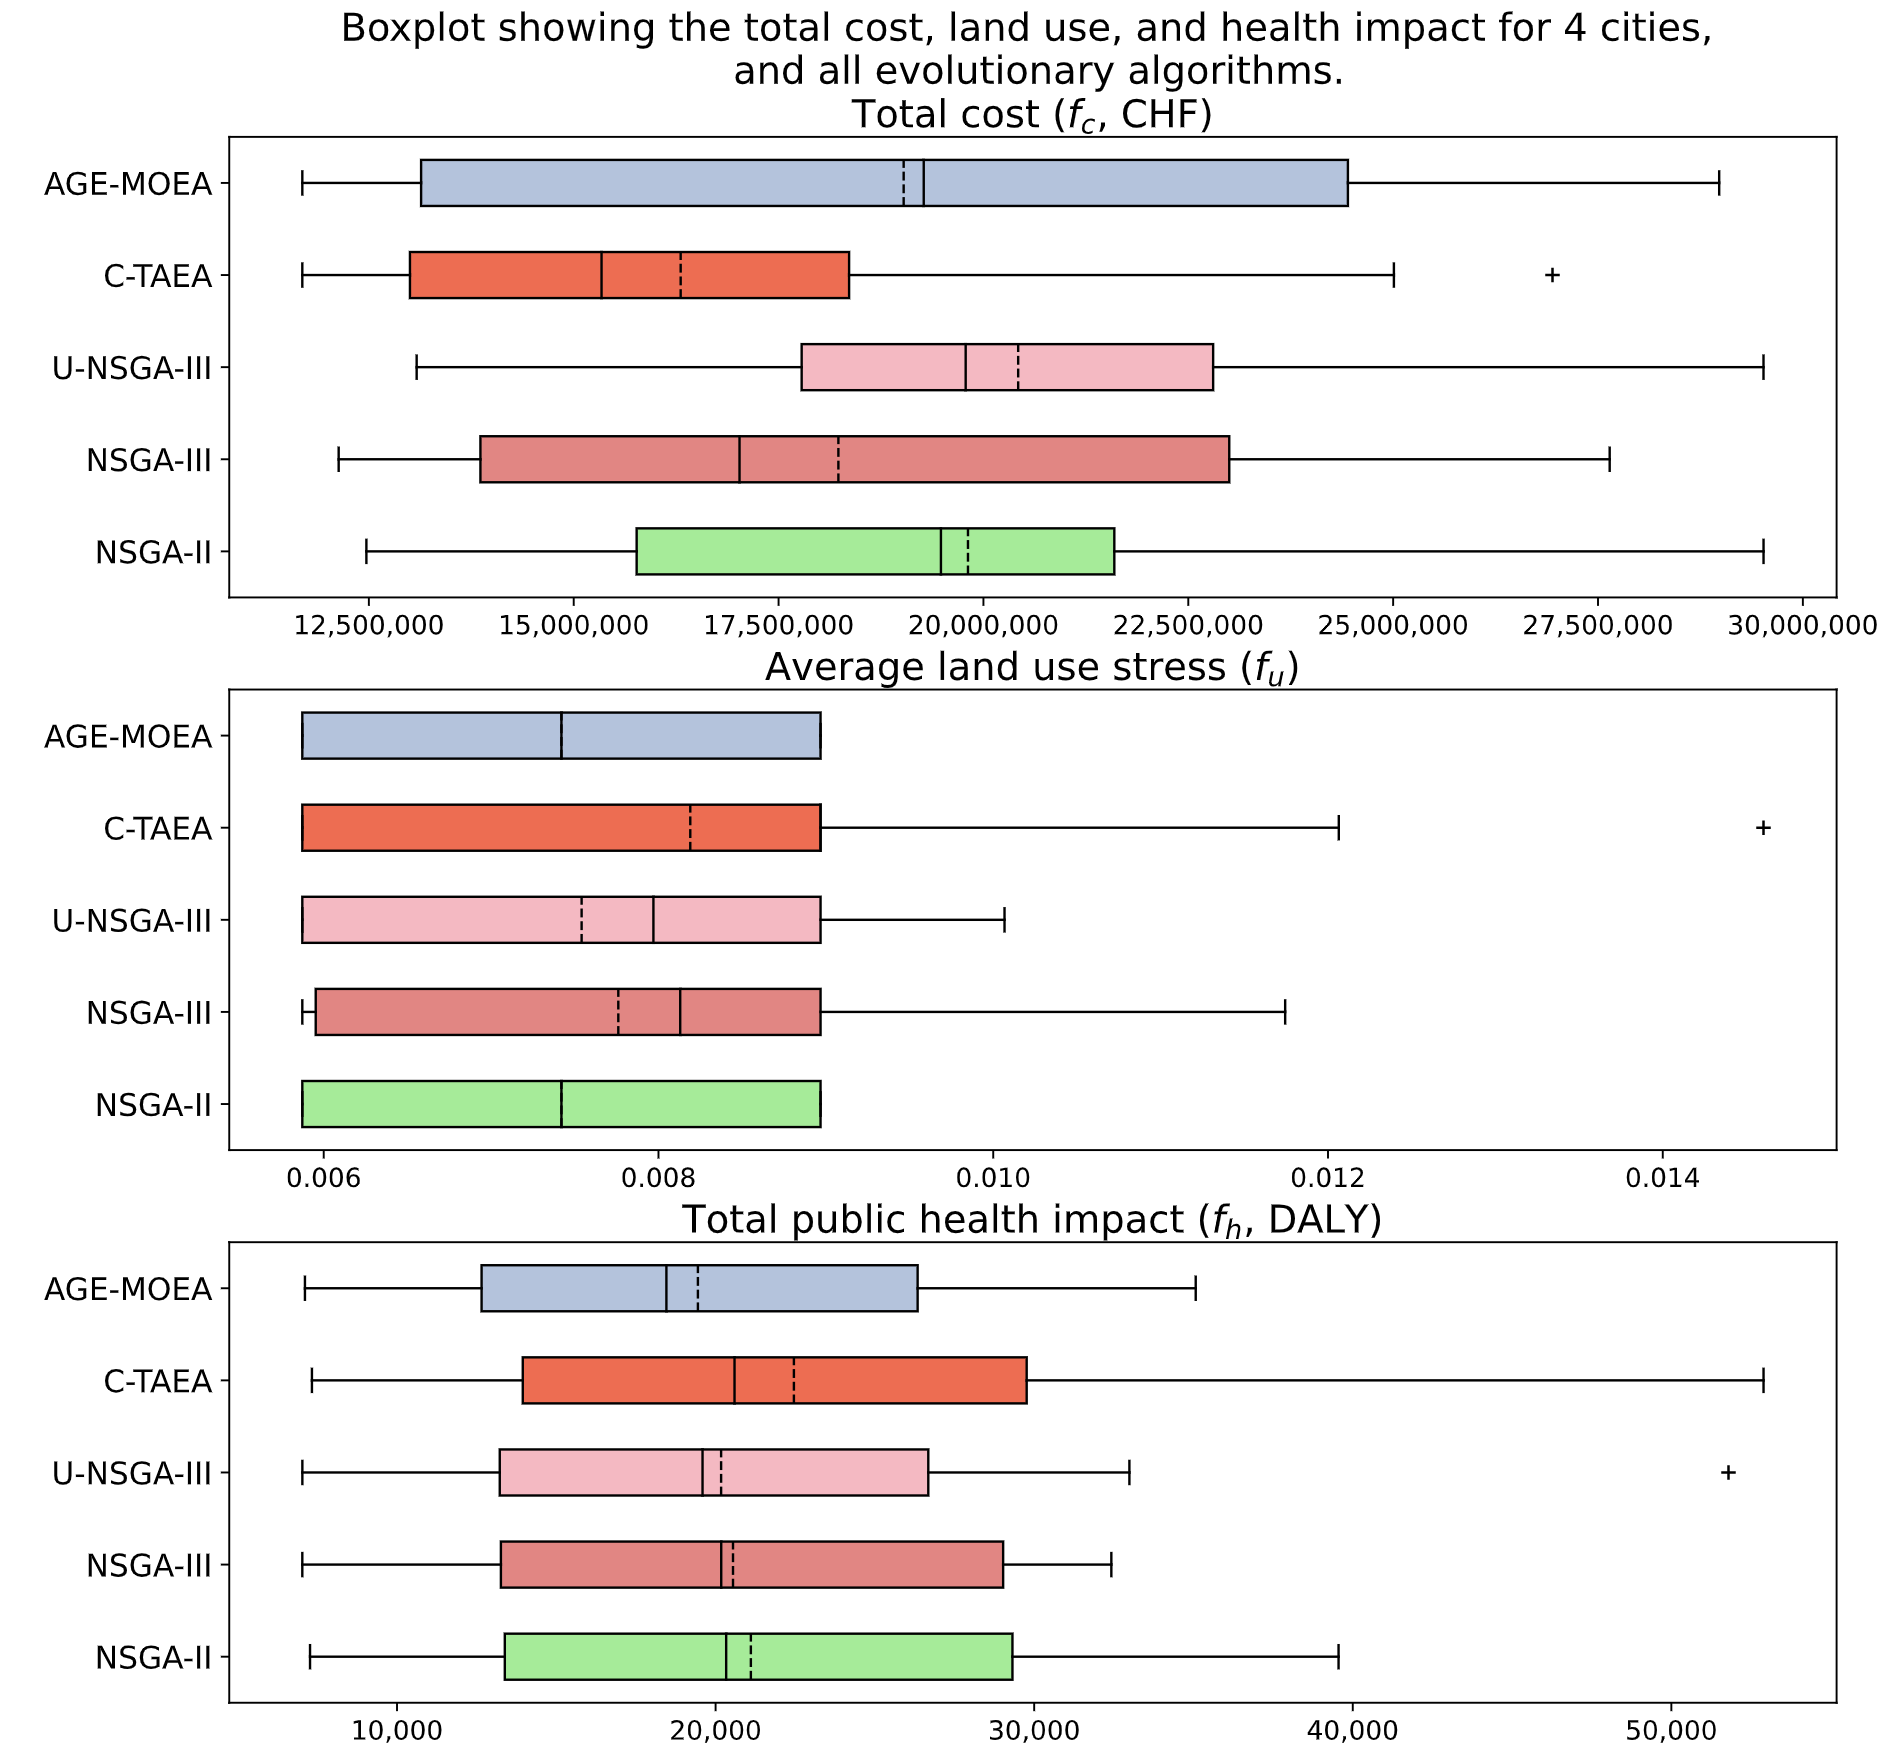 Boxplot showing the total cost, land use, and health impact for 4 cities,
and all evolutionary algorithms.
Total cost (f_c, CHF)
AGE-MOEA
C-TAEA
U-NSGA-III
NSGA-III
NSGA-II
12,500,000 15,000,000 17,500,000 20,000,000 22,500,000 25,000,000 27,500,000 30,000,000
Average land use stress (f_u)
AGE-MOEA
C-TAEA
U-NSGA-III
NSGA-III
NSGA-II
0.006 0.008 0.010 0.012 0.014
Total public health impact (f_h, DALY)
AGE-MOEA
C-TAEA
U-NSGA-III
NSGA-III
NSGA-II
10,000 20,000 30,000 40,000 50,000